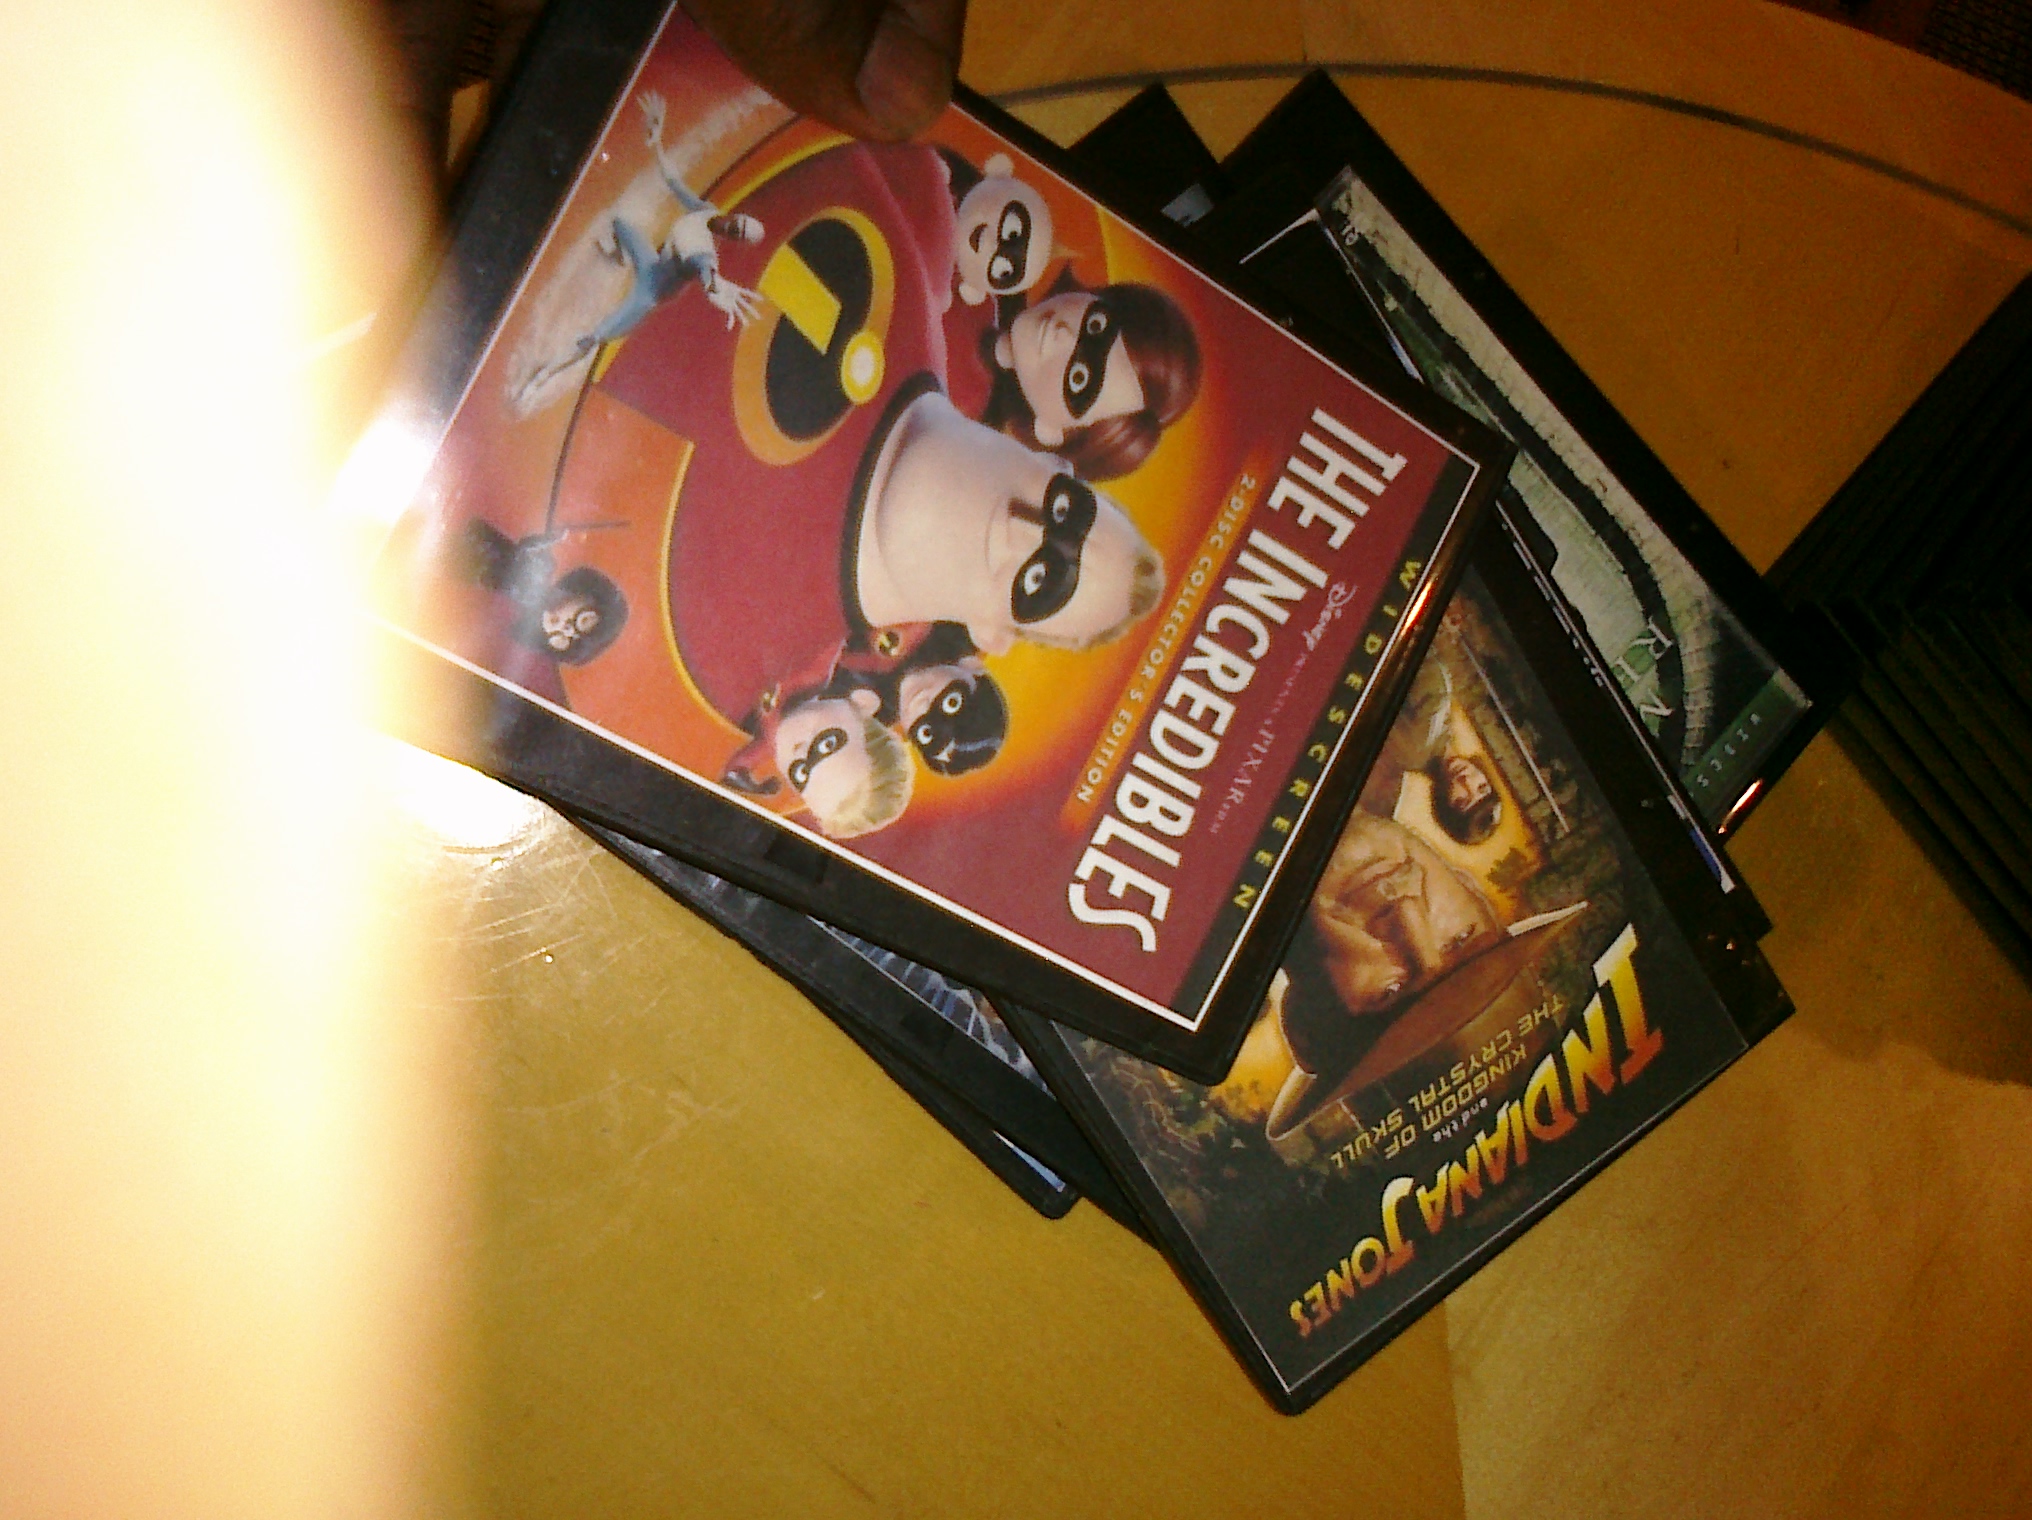 WIDESCREEN
Disney PIXAR
THE INCREDIBLES
2-DISC COLLECTOR'S EDITION
INDIANA JONES
and the
KINGDOM OF
THE CRYSTAL SKULL